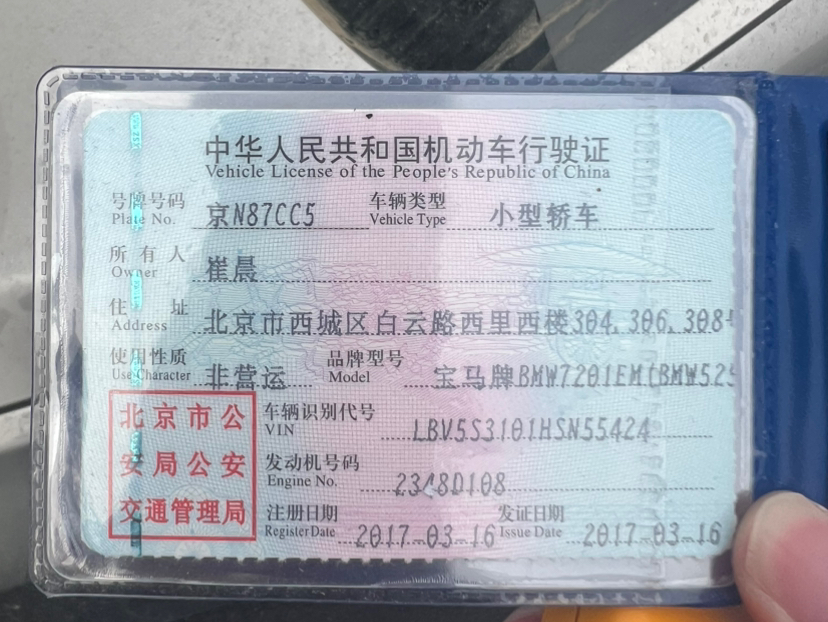 中华人民共和国机动车行驶证
Vehicle License of the People's Republic of China
号牌号码 京N87CC5 车辆类型 小型轿车
Plate No. Vehicle Type
所有人 崔晨
Owner
住址 北京市西城区白云路西里西楼304.306.308
Address
使用性质 非营运 品牌型号 宝马牌BMW7201EM(BMW525
Use Character Model
北京市公安局公安交通管理局
车辆识别代号 LBV5S3101HSN55424
VIN
发动机号码 2348D108
Engine No.
注册日期 2017-03-16 发证日期 2017-03-16
Register Date Issue Date